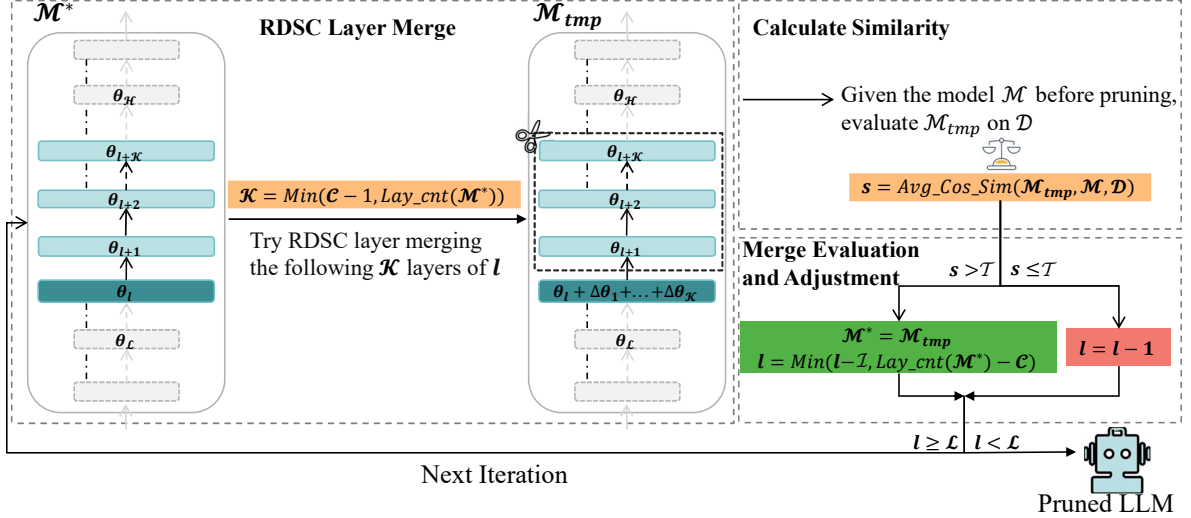 𝓜*
RDSC Layer Merge
𝓜tmp
Calculate Similarity
θ𝓗
θl+𝓚
θl+2
θl+1
θl
θ𝓛
𝓚 = Min(𝓒 − 1, Lay_cnt(𝓜*))
Try RDSC layer merging
the following 𝓚 layers of l
θ𝓗
θl+𝓚
θl+2
θl+1
θl + Δθ1+...+Δθ𝓚
θ𝓛
Given the model 𝓜 before pruning,
evaluate 𝓜tmp on 𝓓
s = Avg_Cos_Sim(𝓜tmp, 𝓜, 𝓓)
Merge Evaluation
and Adjustment
s >𝒯
s ≤𝒯
𝓜* = 𝓜tmp
l = Min(l−ℐ, Lay_cnt(𝓜*) − 𝓒)
l = l − 1
l ≥ 𝓛
l < 𝓛
Next Iteration
Pruned LLM